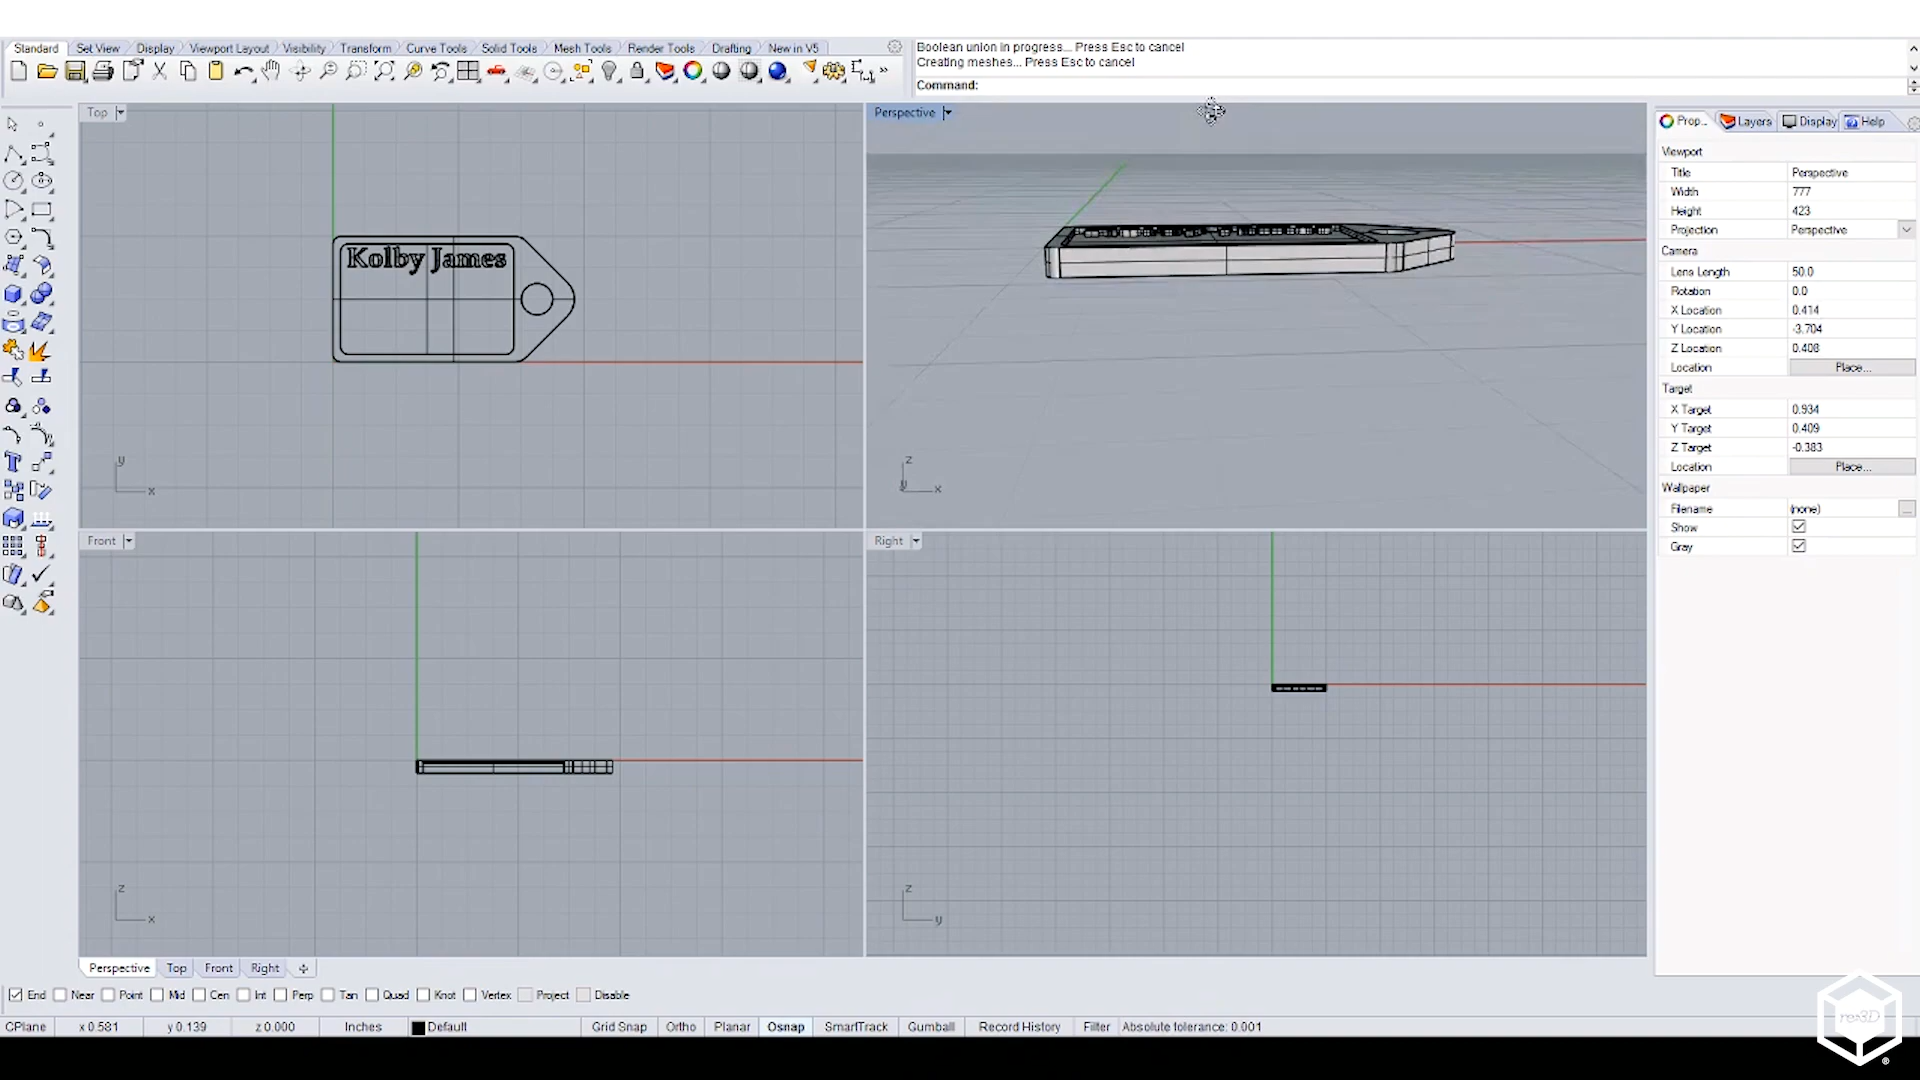 Standard Set View Display Viewport Layout Visibility Transform Curve Tools Solid Tools Mesh Tools Render Tools Drafting New in V5
Boolean union in progress... Press Esc to cancel
Creating meshes... Press Esc to cancel
Command:
Top
Perspective
Prop... Layers Display Help
Viewport
Title Perspective
Width 777
Height 423
Projection Perspective
Camera
Lens Length 50.0
Rotation 0.0
X Location 0.414
Y Location -3.704
Z Location 0.408
Location Place...
Target
X Target 0.934
Y Target 0.409
Z Target -0.383
Location Place...
Wallpaper
Filename (none) ...
Show
Gray
Kolby James
y
x
z
y
x
Front
Right
z
x
z
y
Perspective Top Front Right
End Near Point Mid Cen Int Perp Tan Quad Knot Vertex Project Disable
CPlane x 0.581 y 0.139 z 0.000 Inches Default Grid Snap Ortho Planar Osnap SmartTrack Gumball Record History Filter Absolute tolerance: 0.001
re:3D
®